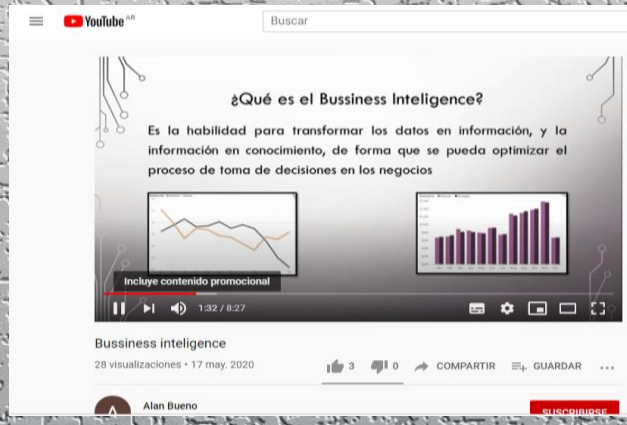 YouTube AR
Buscar
¿Qué es el Bussiness Inteligence?
Es la habilidad para transformar los datos en información, y la
información en conocimiento, de forma que se pueda optimizar el
proceso de toma de decisiones en los negocios
Incluye contenido promocional
1:32 / 8:27
Bussiness inteligence
28 visualizaciones • 17 may. 2020
3
0
COMPARTIR
GUARDAR
A
Alan Bueno
SUSCRIBIRSE